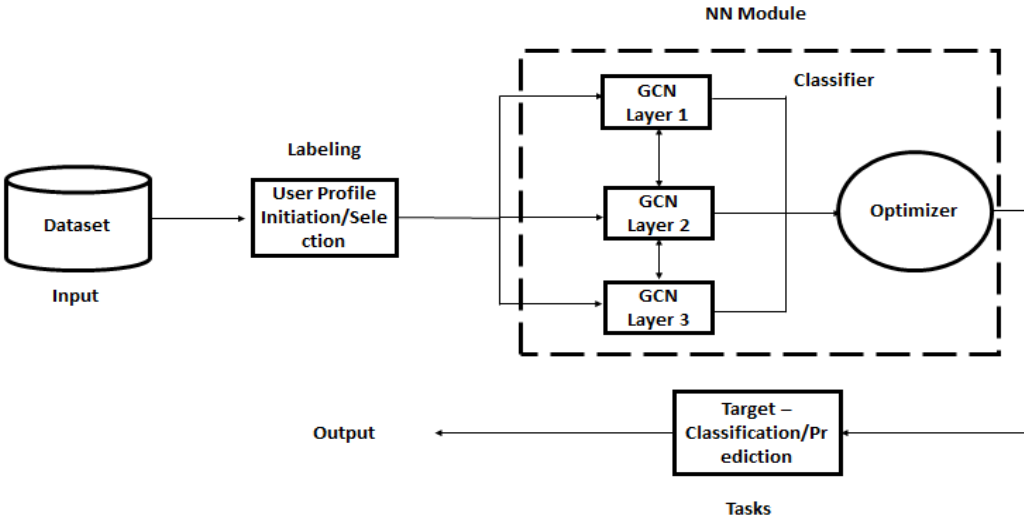 NN Module
Classifier
GCN
Layer 1
Labeling
User Profile
Initiation/Sele
ction
Dataset
Input
GCN
Layer 2
Optimizer
GCN
Layer 3
Target –
Classification/Pr
ediction
Output
Tasks